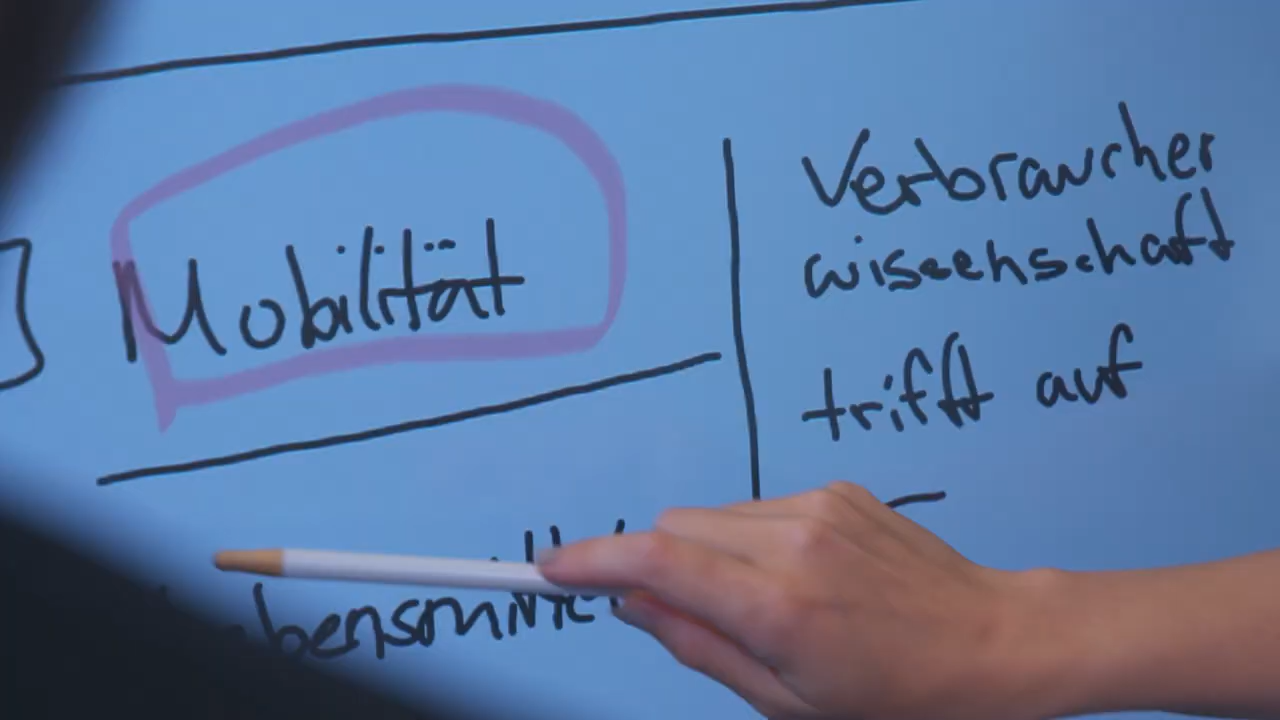 Mobilität
Verbraucher
wissenschaft
trifft auf